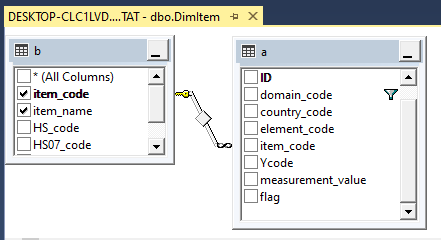 DESKTOP-CLC1LVD....TAT - dbo.DimItem
b
* (All Columns)
item_code
item_name
HS_code
HS07_code
a
ID
domain_code
country_code
element_code
item_code
Ycode
measurement_value
flag